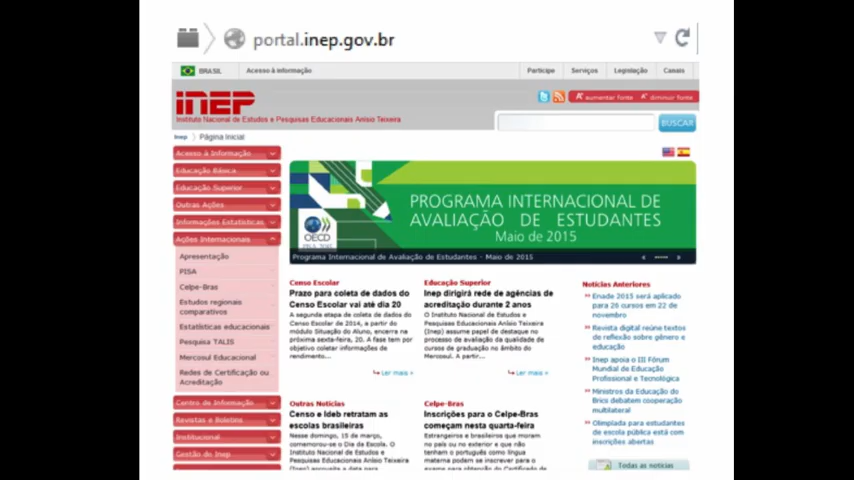 portal.inep.gov.br
BRASIL
Acesso à informação
Participe
Serviços
Legislação
Canais
inep
Instituto Nacional de Estudos e Pesquisas Educacionais Anísio Teixeira
A+ aumentar fonte
A- diminuir fonte
BUSCAR
Inep
Página Inicial
Acesso à Informação
Educação Básica
Educação Superior
Outras Ações
Informações Estatísticas
Ações Internacionais
Apresentação
PISA
Celpe-Bras
Estudos regionais
comparativos
Estatísticas educacionais
Pesquisa TALIS
Mercosul Educacional
Redes de Certificação ou
Acreditação
Centro de Informação
Revistas e Boletins
Institucional
Gestão do Inep
PROGRAMA INTERNACIONAL DE
AVALIAÇÃO DE ESTUDANTES
Maio de 2015
OECD
Programa Internacional de Avaliação de Estudantes - Maio de 2015
Censo Escolar
Prazo para coleta de dados do
Censo Escolar vai até dia 20
A segunda etapa de coleta de dados do
Censo Escolar de 2014, a partir do
módulo Situação do Aluno, encerra na
próxima sexta-feira, 20. A fase tem por
objetivo coletar informações de
rendimento...
Ler mais »
Educação Superior
Inep dirigirá rede de agências de
acreditação durante 2 anos
O Instituto Nacional de Estudos e
Pesquisas Educacionais Anísio Teixeira
(Inep) assume papel de destaque no
processo de avaliação da qualidade de
cursos de graduação no âmbito do
Mercosul. A partir...
Ler mais »
Outras Notícias
Censo e Ideb retratam as
escolas brasileiras
Nesse domingo, 15 de março,
comemorou-se o Dia da Escola. O
Instituto Nacional de Estudos e
Pesquisas Educacionais Anísio Teixeira
(Inep) aproveita a data para
Celpe-Bras
Inscrições para o Celpe-Bras
começam nesta quarta-feira
Estrangeiros e brasileiros que moram
no país ou no exterior e que não
tenham o português como língua
materna podem se inscrever para o
exame para obtenção do Certificado de
Notícias Anteriores
Enade 2015 será aplicado
para 26 cursos em 22 de
novembro
Revista digital reúne textos
de reflexão sobre gênero e
educação
Inep apoia o III Fórum
Mundial de Educação
Profissional e Tecnológica
Ministros da Educação do
Brics debatem cooperação
multilateral
Olimpíada para estudantes
de escola pública está com
inscrições abertas
Todas as notícias